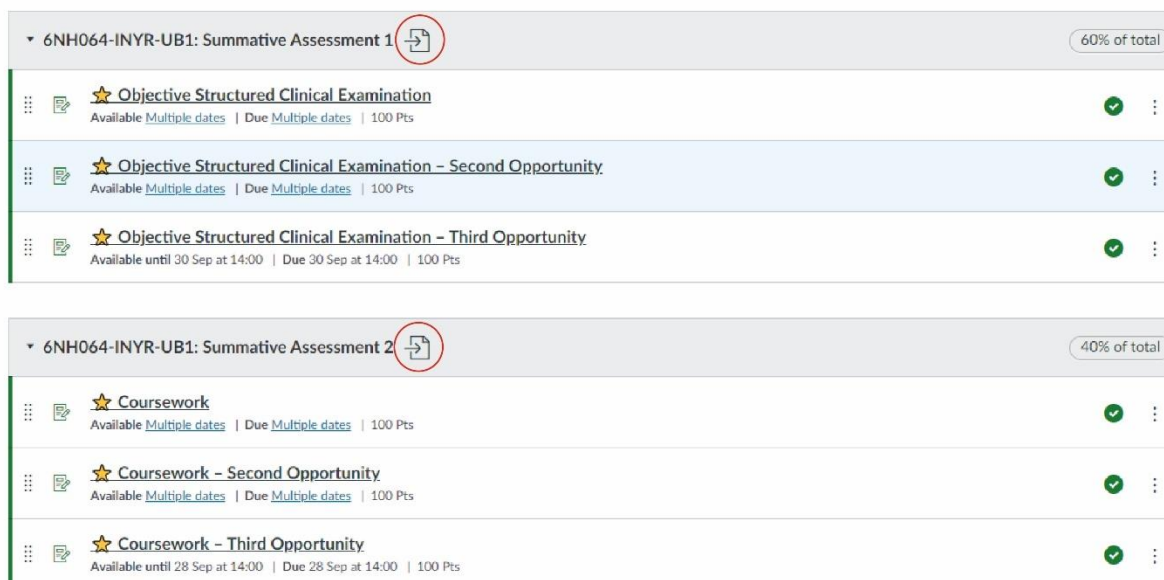 6NH064-INYR-UB1: Summative Assessment 1
60% of total
⭐ Objective Structured Clinical Examination
Available Multiple dates | Due Multiple dates | 100 Pts
⭐ Objective Structured Clinical Examination – Second Opportunity
Available Multiple dates | Due Multiple dates | 100 Pts
⭐ Objective Structured Clinical Examination – Third Opportunity
Available until 30 Sep at 14:00 | Due 30 Sep at 14:00 | 100 Pts
6NH064-INYR-UB1: Summative Assessment 2
40% of total
⭐ Coursework
Available Multiple dates | Due Multiple dates | 100 Pts
⭐ Coursework – Second Opportunity
Available Multiple dates | Due Multiple dates | 100 Pts
⭐ Coursework – Third Opportunity
Available until 28 Sep at 14:00 | Due 28 Sep at 14:00 | 100 Pts